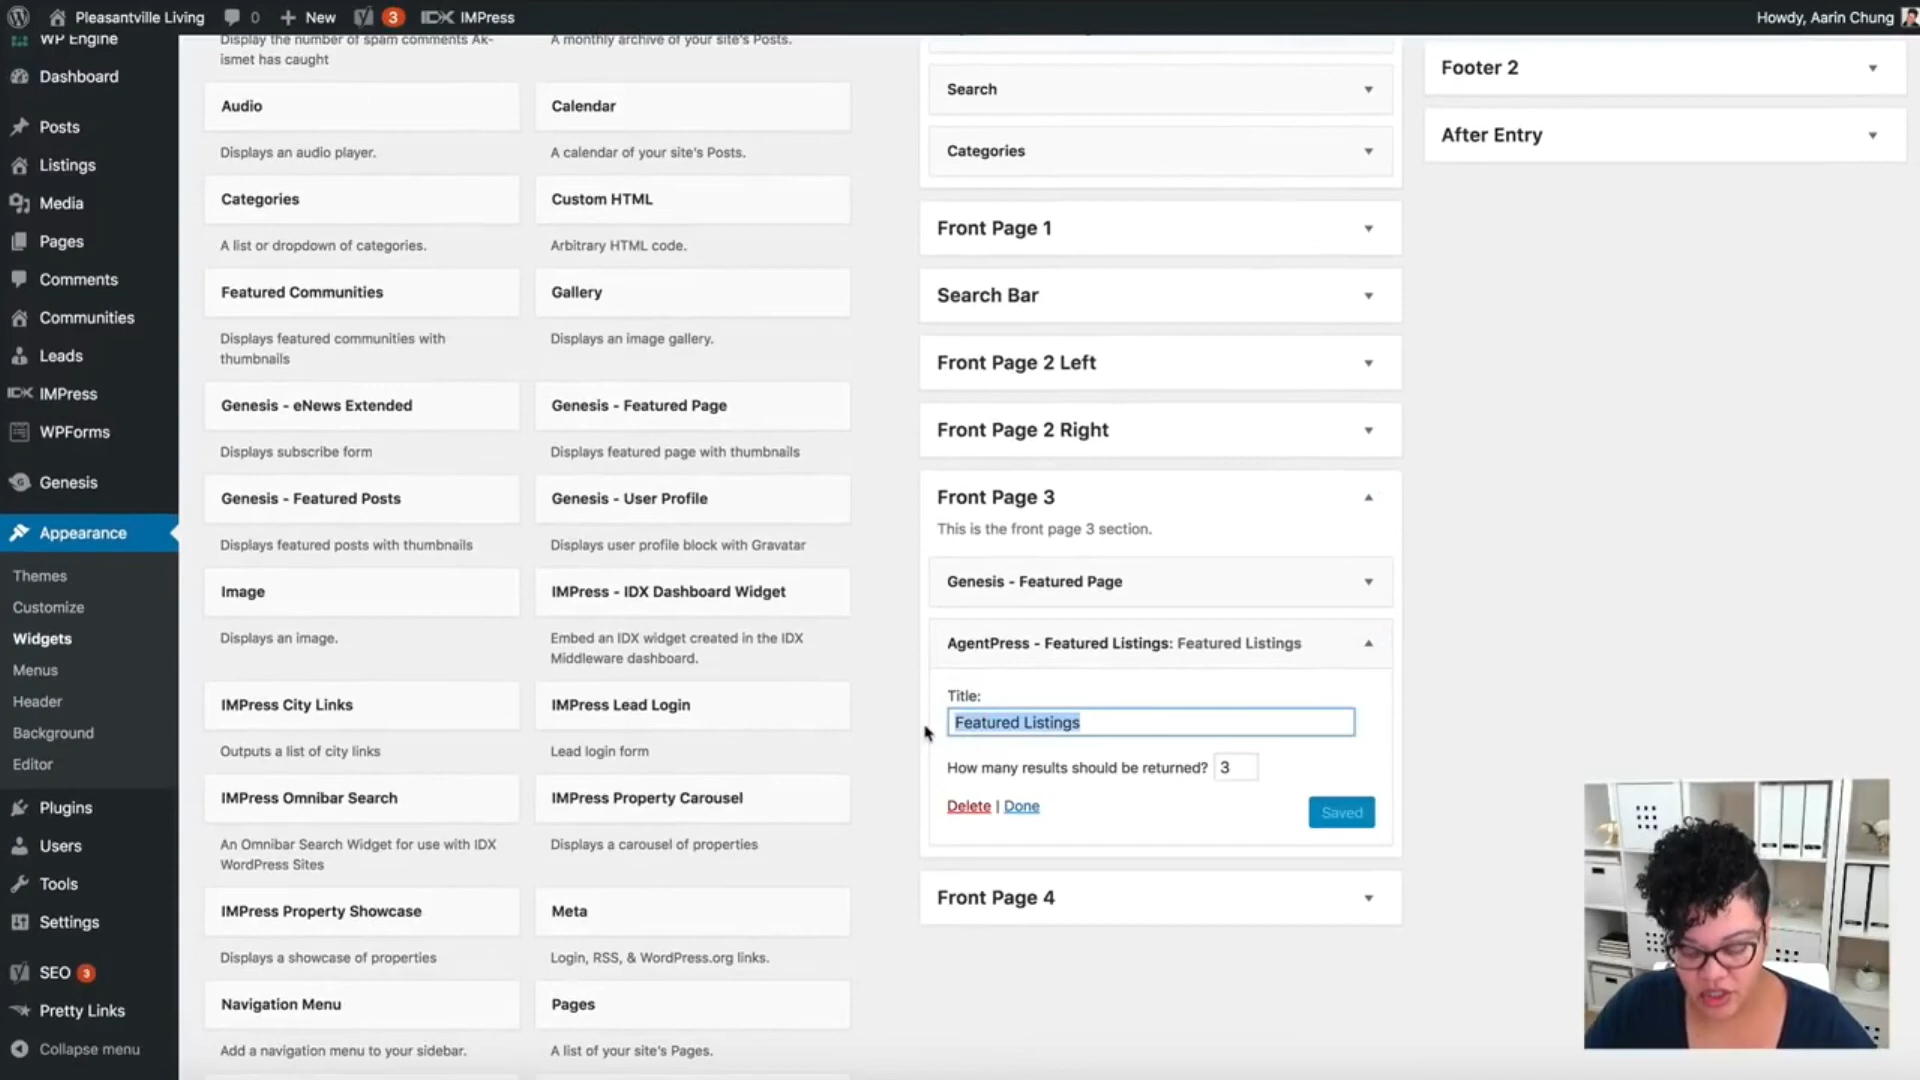 Pleasantville Living
0
New
3
IDX IMPress
Howdy, Aarin Chung
WP Engine
Dashboard
Posts
Listings
Media
Pages
Comments
Communities
Leads
IDX IMPress
WPForms
Genesis
Appearance
Themes
Customize
Widgets
Menus
Header
Background
Editor
Plugins
Users
Tools
Settings
SEO 3
Pretty Links
Collapse menu
Display the number of spam comments Ak-
ismet has caught
A monthly archive of your site's Posts.
Audio
Calendar
Displays an audio player.
A calendar of your site's Posts.
Categories
Custom HTML
A list or dropdown of categories.
Arbitrary HTML code.
Featured Communities
Gallery
Displays featured communities with
thumbnails
Displays an image gallery.
Genesis - eNews Extended
Genesis - Featured Page
Displays subscribe form
Displays featured page with thumbnails
Genesis - Featured Posts
Genesis - User Profile
Displays featured posts with thumbnails
Displays user profile block with Gravatar
Image
IMPress - IDX Dashboard Widget
Displays an image.
Embed an IDX widget created in the IDX
Middleware dashboard.
IMPress City Links
IMPress Lead Login
Outputs a list of city links
Lead login form
IMPress Omnibar Search
IMPress Property Carousel
An Omnibar Search Widget for use with IDX
WordPress Sites
Displays a carousel of properties
IMPress Property Showcase
Meta
Displays a showcase of properties
Login, RSS, & WordPress.org links.
Navigation Menu
Pages
Add a navigation menu to your sidebar.
A list of your site's Pages.
Search
Categories
Front Page 1
Search Bar
Front Page 2 Left
Front Page 2 Right
Front Page 3
This is the front page 3 section.
Genesis - Featured Page
AgentPress - Featured Listings: Featured Listings
Title:
Featured Listings
How many results should be returned? 3
Delete | Done
Saved
Front Page 4
Footer 2
After Entry